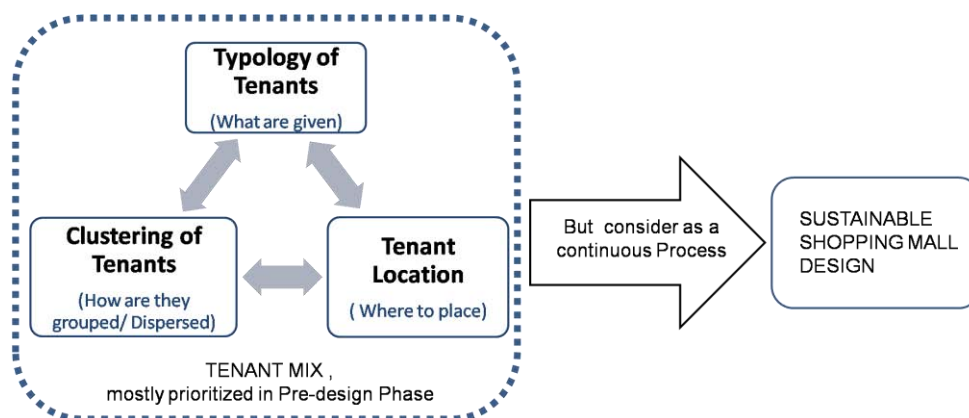 Typology of
Tenants
(What are given)
Clustering of
Tenants
(How are they
grouped/ Dispersed)
Tenant
Location
( Where to place)
TENANT MIX ,
mostly prioritized in Pre-design Phase
But consider as a
continuous Process
SUSTAINABLE
SHOPPING MALL
DESIGN